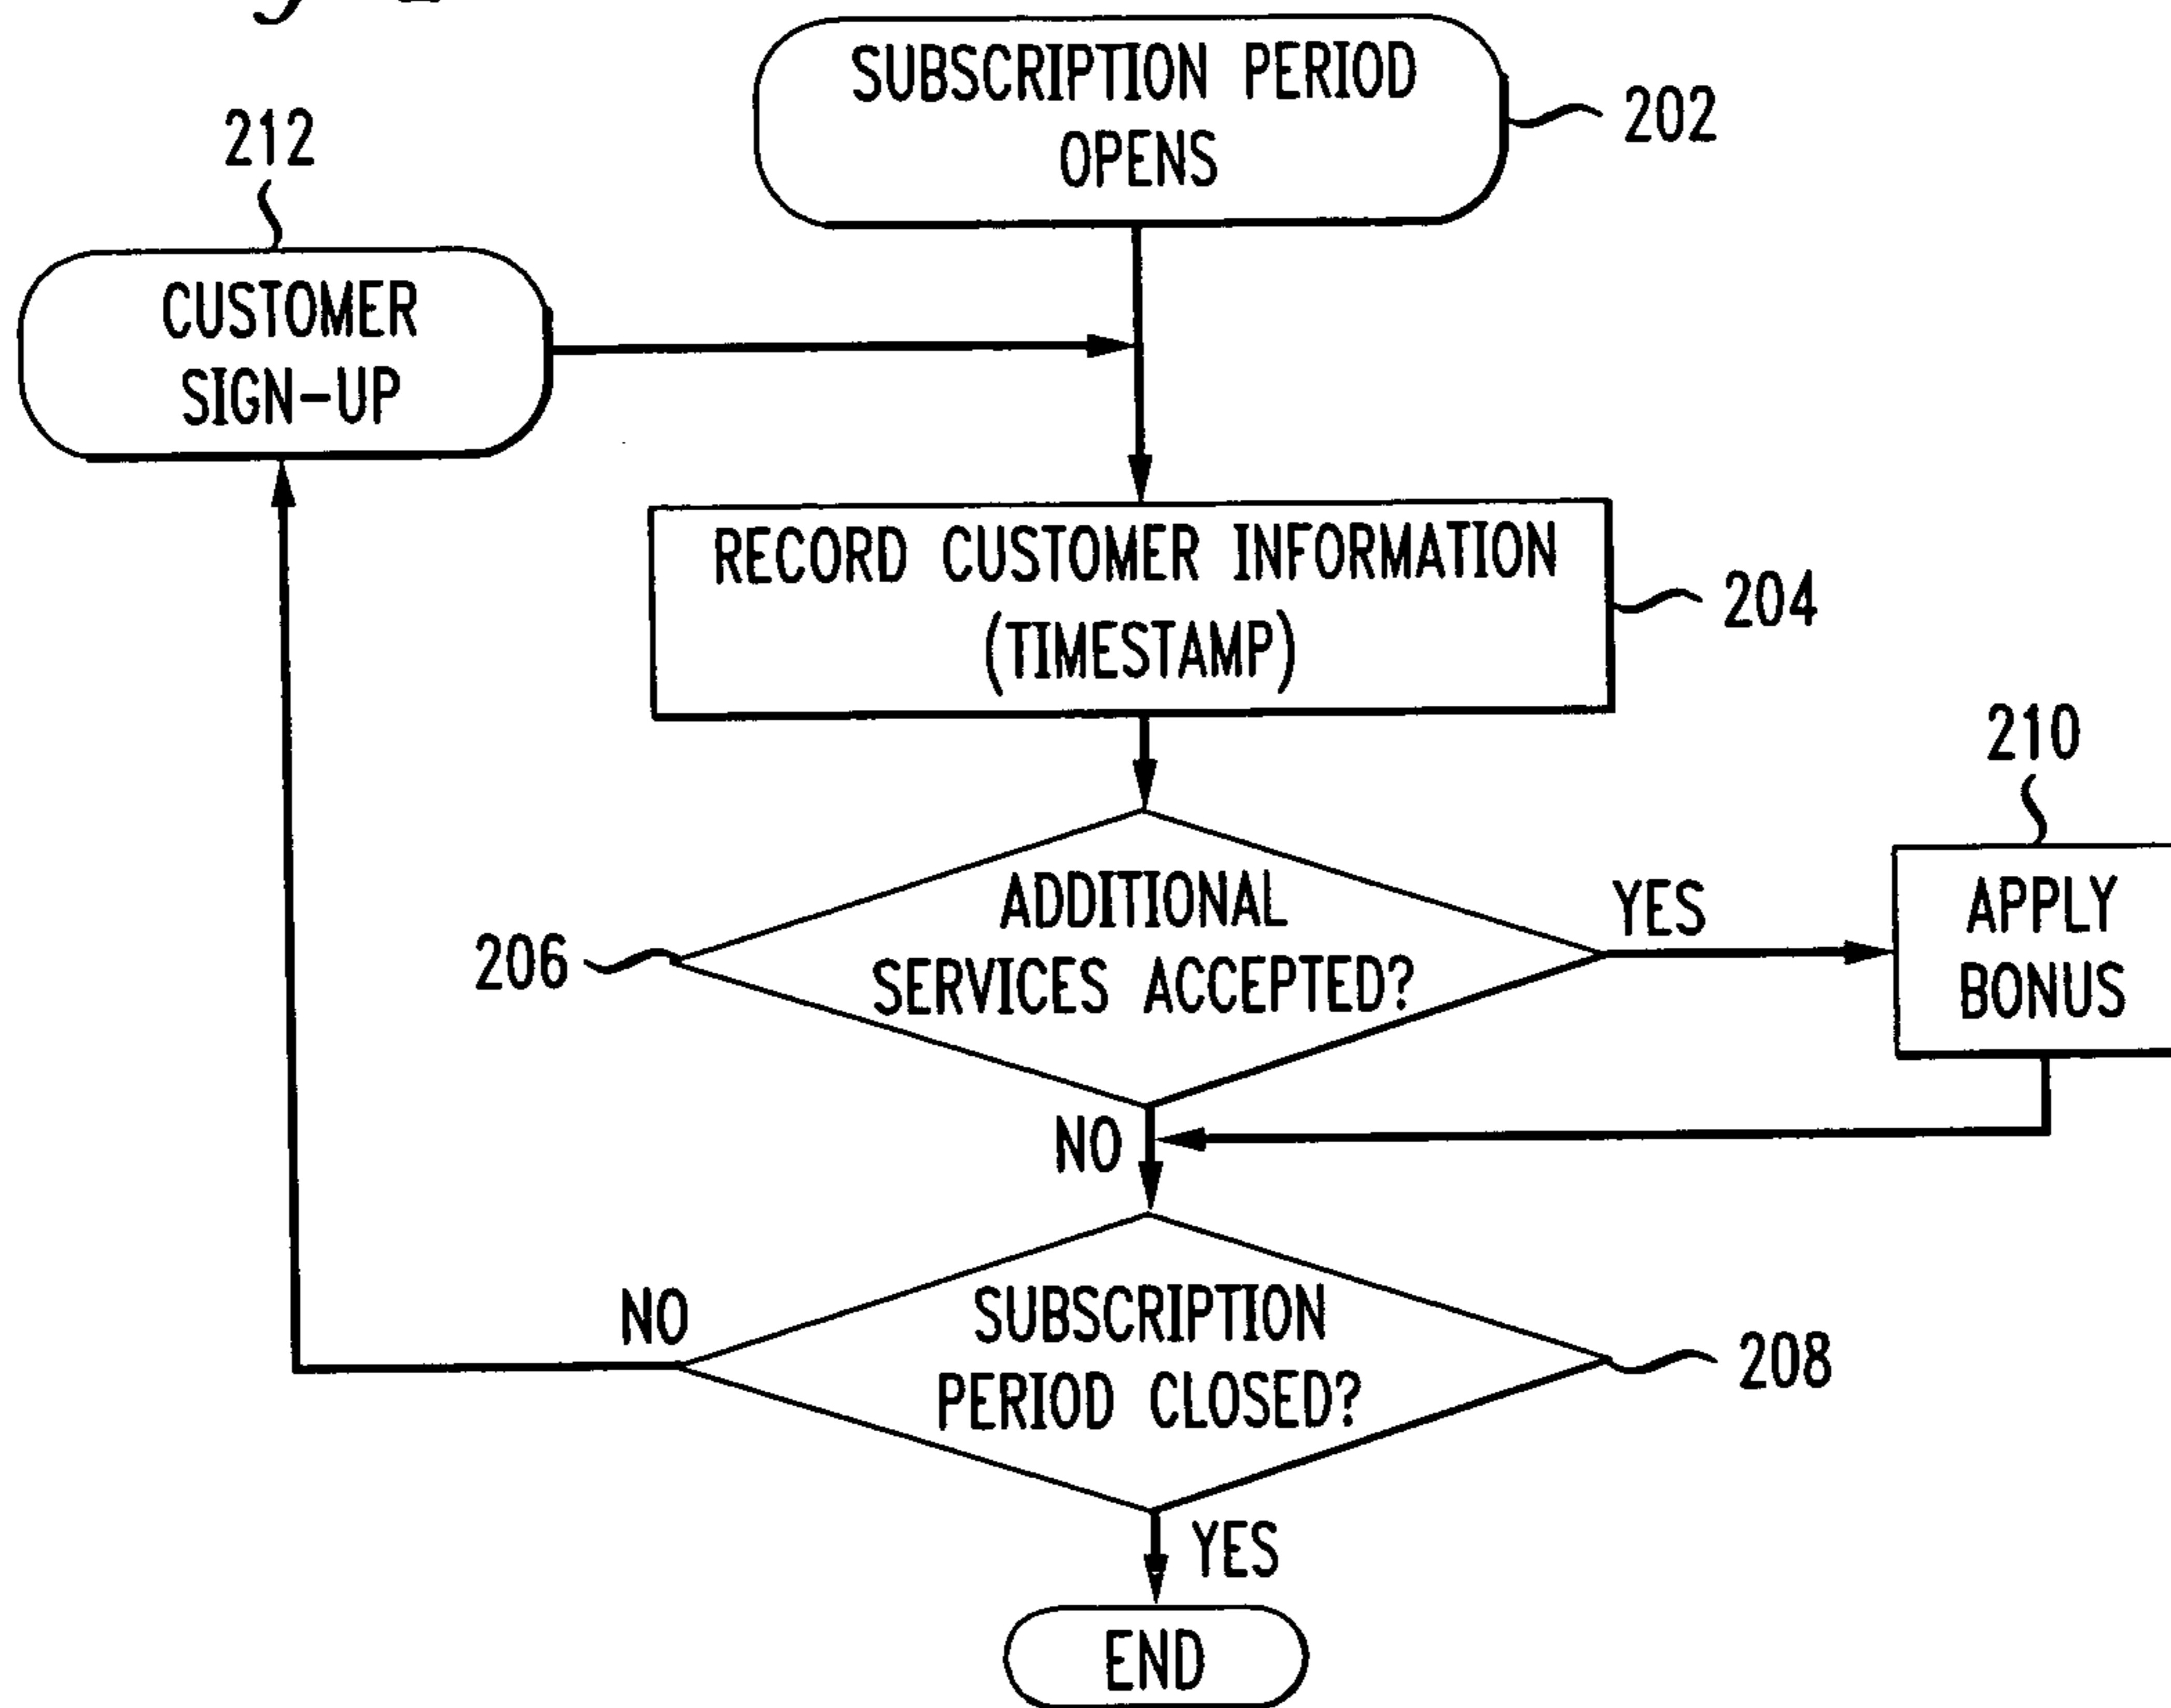 SUBSCRIPTION PERIOD
OPENS
202
212
CUSTOMER
SIGN-UP
RECORD CUSTOMER INFORMATION
(TIMESTAMP)
204
210
ADDITIONAL
SERVICES ACCEPTED?
206
YES
APPLY
BONUS
NO
SUBSCRIPTION
PERIOD CLOSED?
NO
208
YES
END